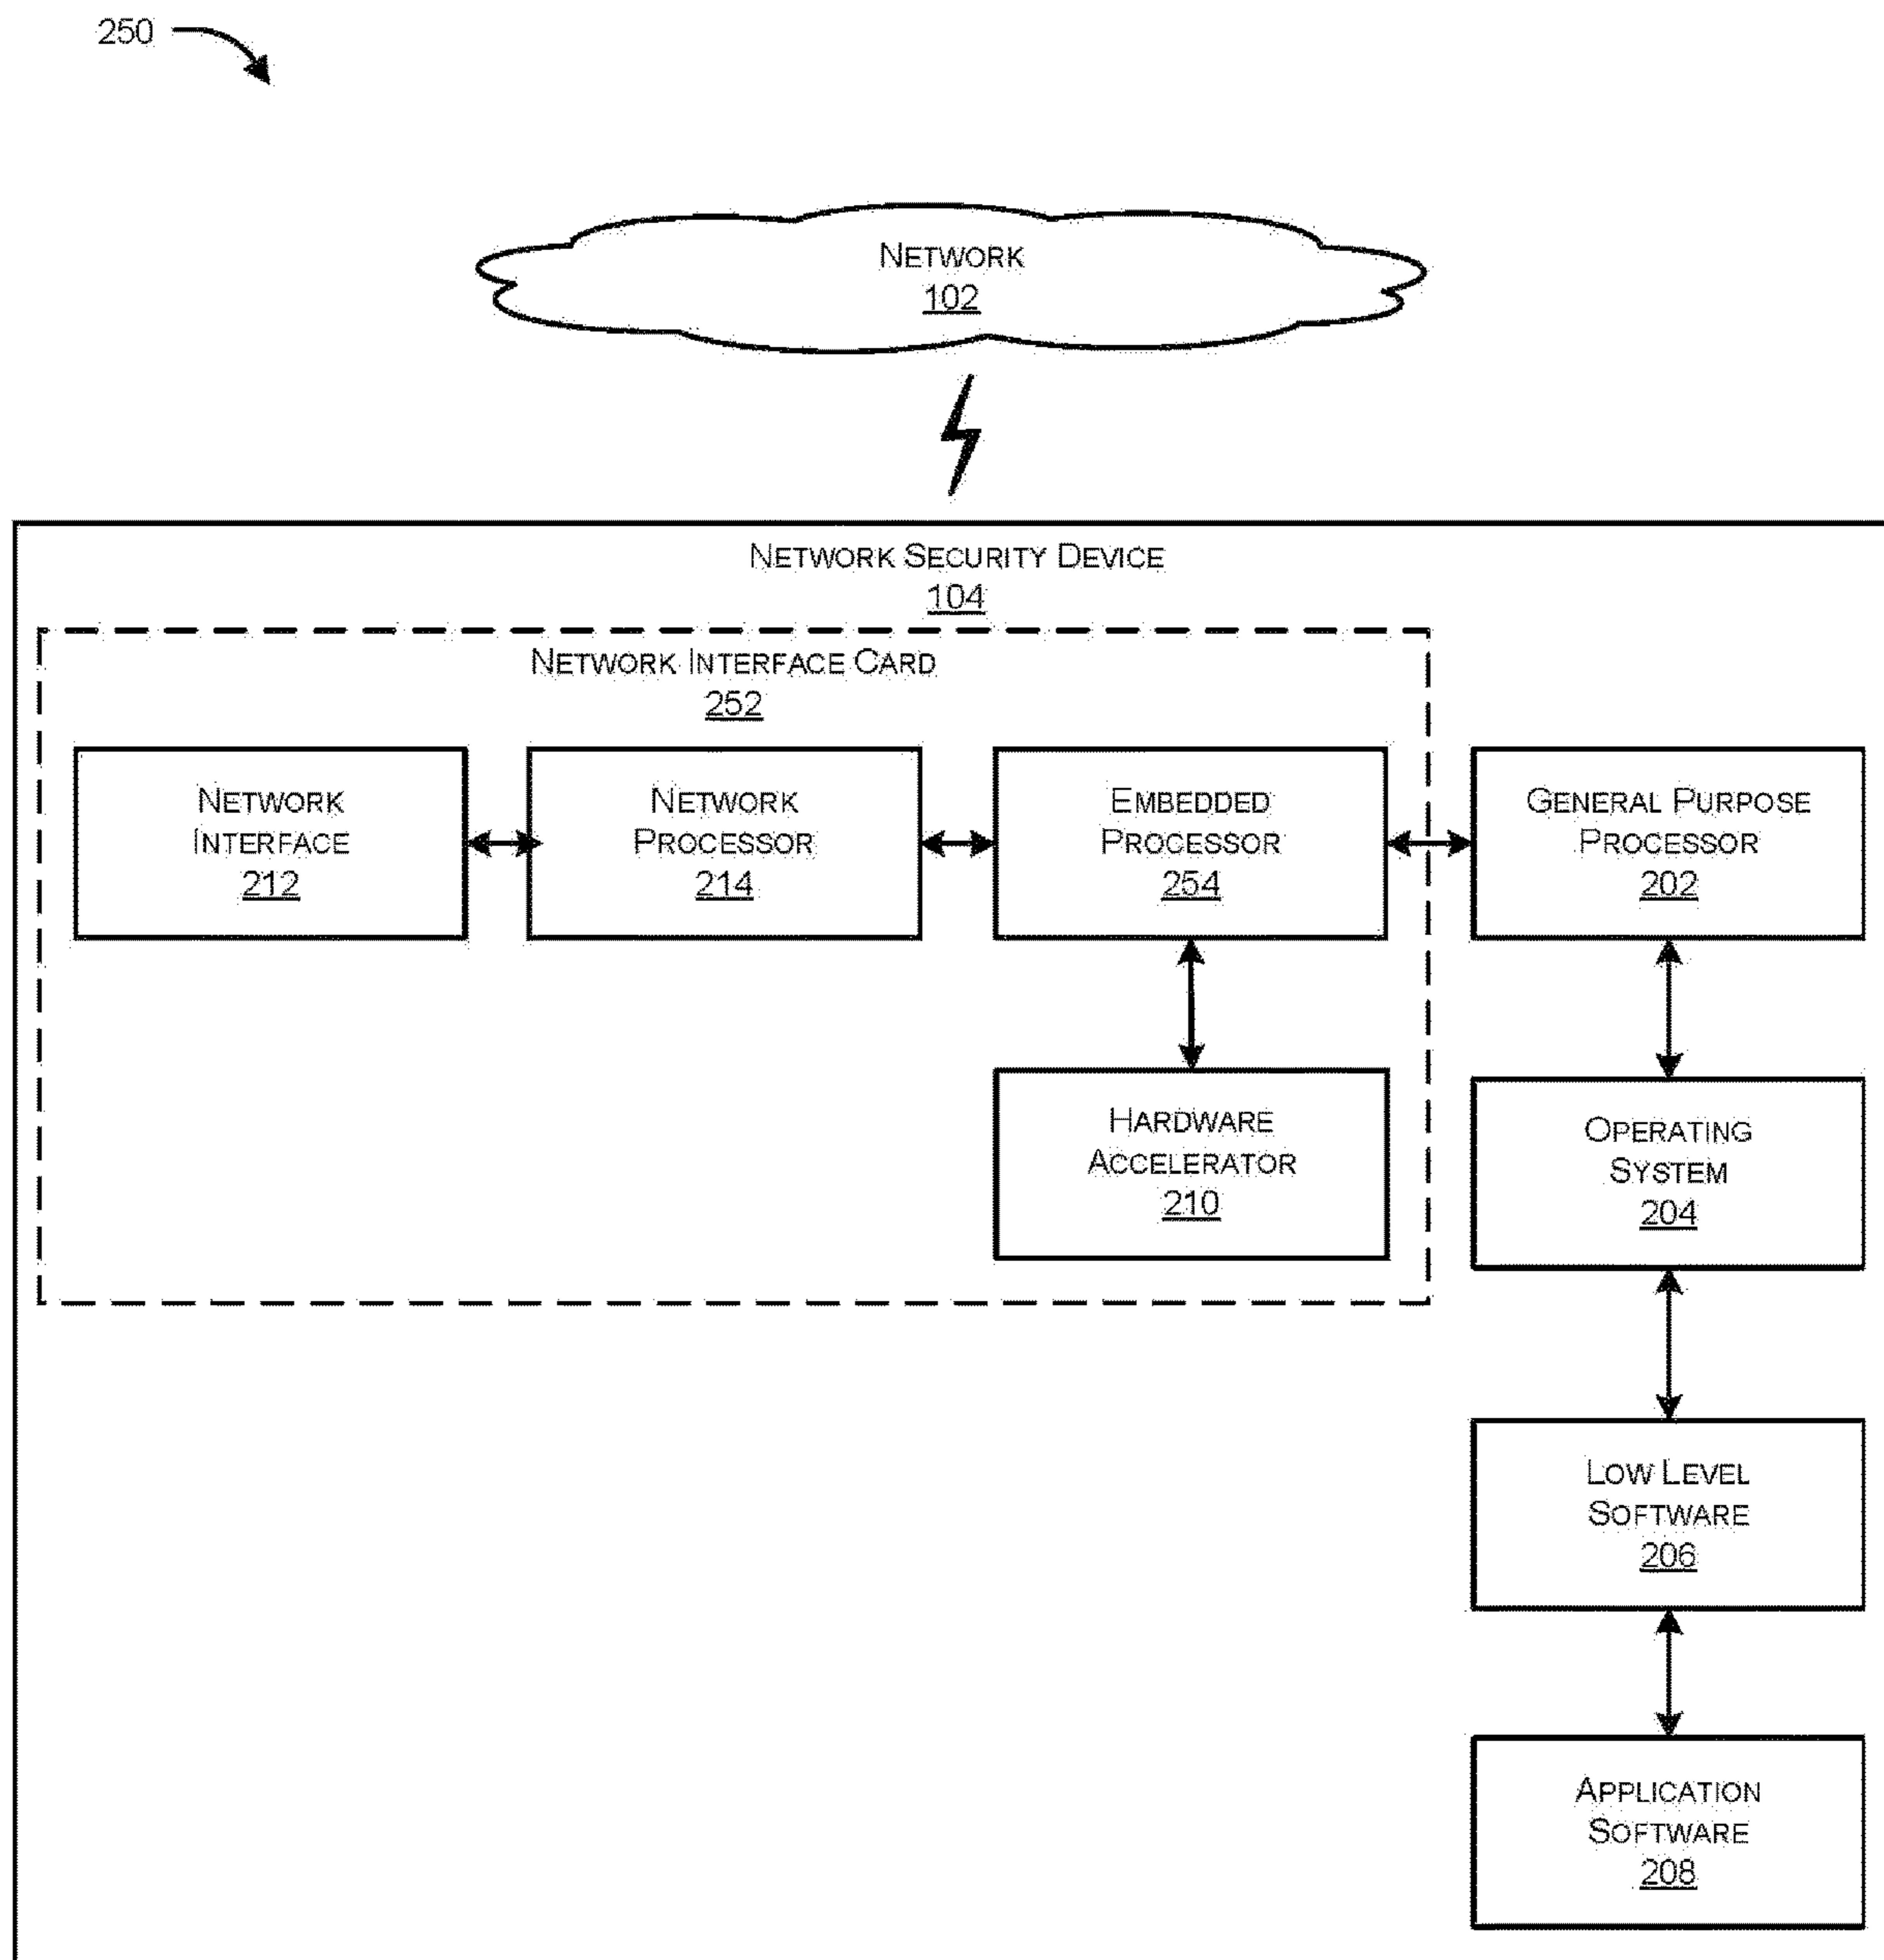 250
NETWORK
102
NETWORK SECURITY DEVICE
104
NETWORK INTERFACE CARD
252
NETWORK
INTERFACE
212
NETWORK
PROCESSOR
214
EMBEDDED
PROCESSOR
254
GENERAL PURPOSE
PROCESSOR
202
HARDWARE
ACCELERATOR
210
OPERATING
SYSTEM
204
LOW LEVEL
SOFTWARE
206
APPLICATION
SOFTWARE
208